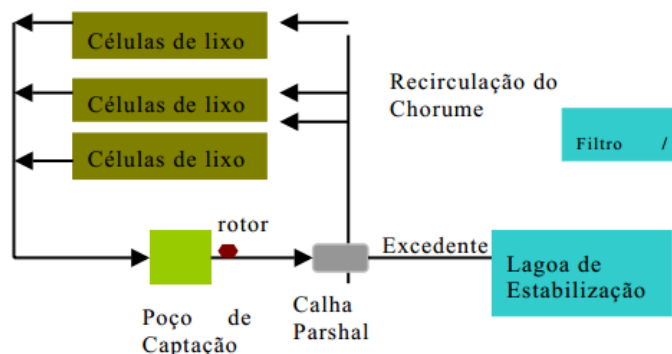 Células de lixo
Células de lixo
Células de lixo
Recirculação do
Chorume
Filtro /
rotor
Excedente
Lagoa de
Estabilização
Poço de
Captação
Calha
Parshal